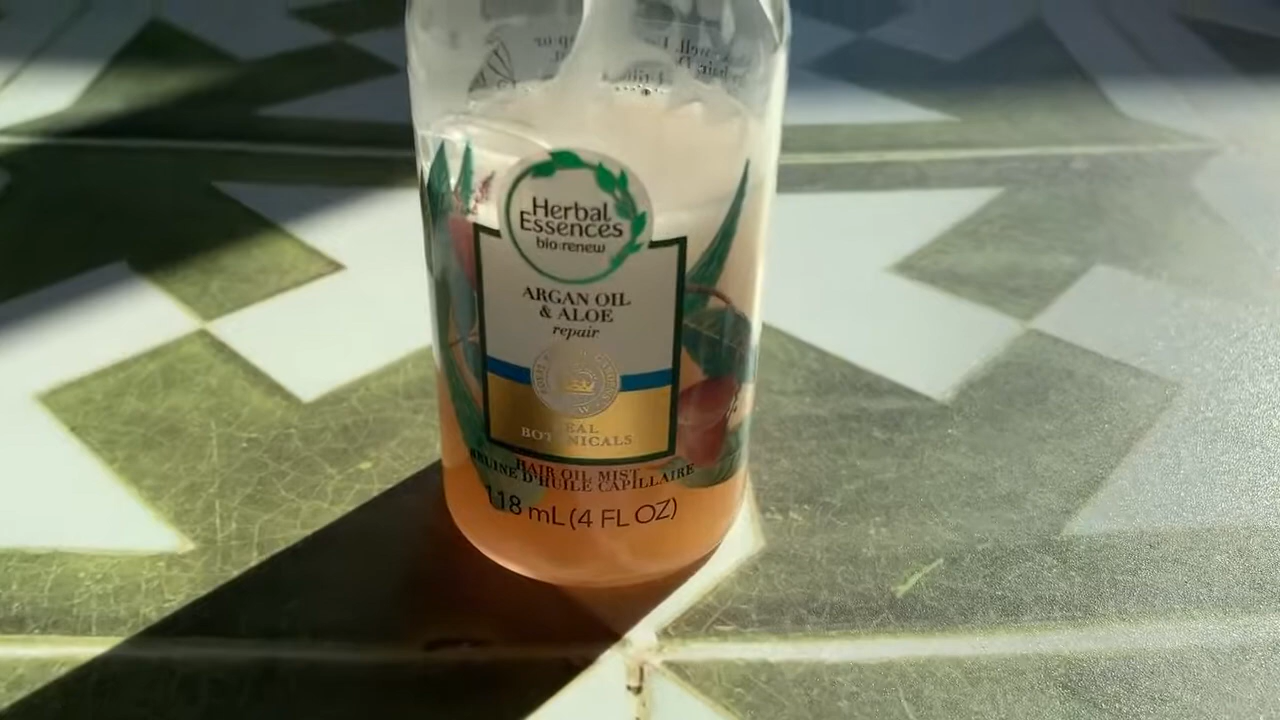 Herbal
Essences
bio:renew
ARGAN OIL
& ALOE
repair
REAL
BOTANICALS
HAIR OIL MIST
BRUINE D'HUILE CAPILLAIRE
118 mL (4 FL OZ)